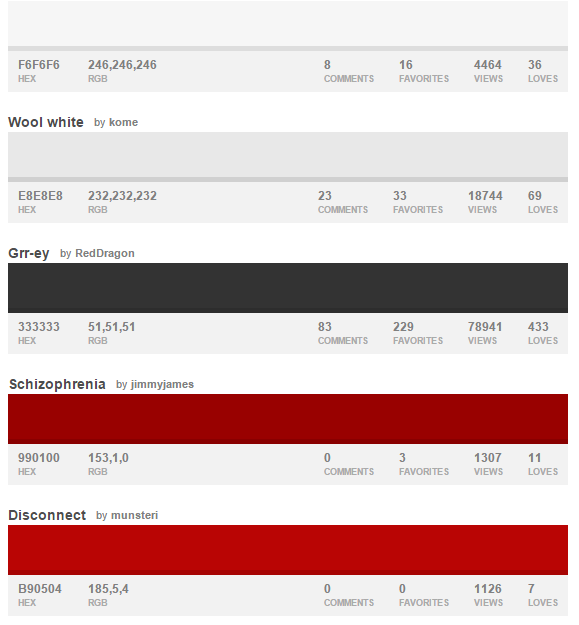 F6F6F6 246,246,246 8 16 4464 36
HEX RGB COMMENTS FAVORITES VIEWS LOVES
Wool white by kome
E8E8E8 232,232,232 23 33 18744 69
HEX RGB COMMENTS FAVORITES VIEWS LOVES
Grr-ey by RedDragon
333333 51,51,51 83 229 78941 433
HEX RGB COMMENTS FAVORITES VIEWS LOVES
Schizophrenia by jimmyjames
990100 153,1,0 0 3 1307 11
HEX RGB COMMENTS FAVORITES VIEWS LOVES
Disconnect by munsteri
B90504 185,5,4 0 0 1126 7
HEX RGB COMMENTS FAVORITES VIEWS LOVES